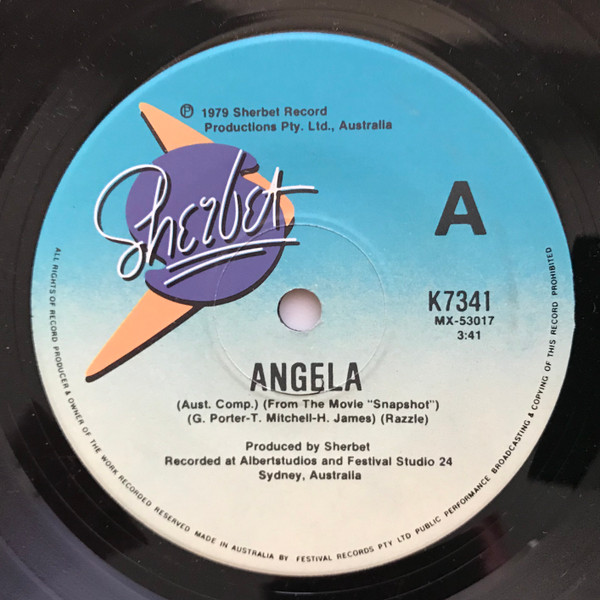 ℗ 1979 Sherbet Record
Productions Pty. Ltd., Australia
Sherbet
A
K7341
MX-53017
3:41
ANGELA
(Aust. Comp.) (From The Movie "Snapshot")
(G. Porter-T. Mitchell-H. James) (Razzle)
Produced by Sherbet
Recorded at Albertstudios and Festival Studio 24
Sydney, Australia
ALL RIGHTS OF RECORD PRODUCER & OWNER OF THE WORK RECORDED RESERVED MADE IN AUSTRALIA BY FESTIVAL RECORDS PTY LTD PUBLIC PERFORMANCE BROADCASTING & COPYING OF THIS RECORD PROHIBITED